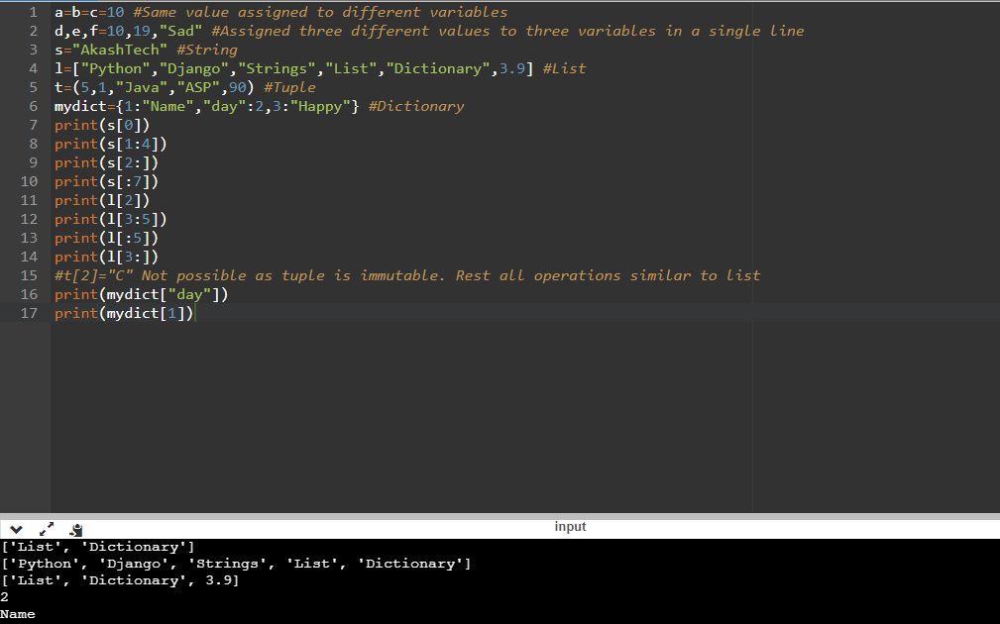 1 a=b=c=10 #Same value assigned to different variables
2 d,e,f=10,19,"Sad" #Assigned three different values to three variables in a single line
3 s="AkashTech" #String
4 l=["Python","Django","Strings","List","Dictionary",3.9] #List
5 t=(5,1,"Java","ASP",90) #Tuple
6 mydict={1:"Name","day":2,3:"Happy"} #Dictionary
7 print(s[0])
8 print(s[1:4])
9 print(s[2:])
10 print(s[:7])
11 print(l[2])
12 print(l[3:5])
13 print(l[:5])
14 print(l[3:])
15 #t[2]="C" Not possible as tuple is immutable. Rest all operations similar to list
16 print(mydict["day"])
17 print(mydict[1])
input
['List', 'Dictionary']
['Python', 'Django', 'Strings', 'List', 'Dictionary']
['List', 'Dictionary', 3.9]
2
Name